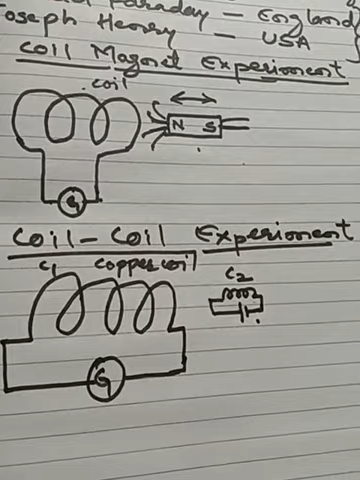 Faraday — England
Joseph Henry — USA
Coil Magnet Experiment
coil
N S
G
Coil-Coil Experiment
C1 copper coil
C2
G